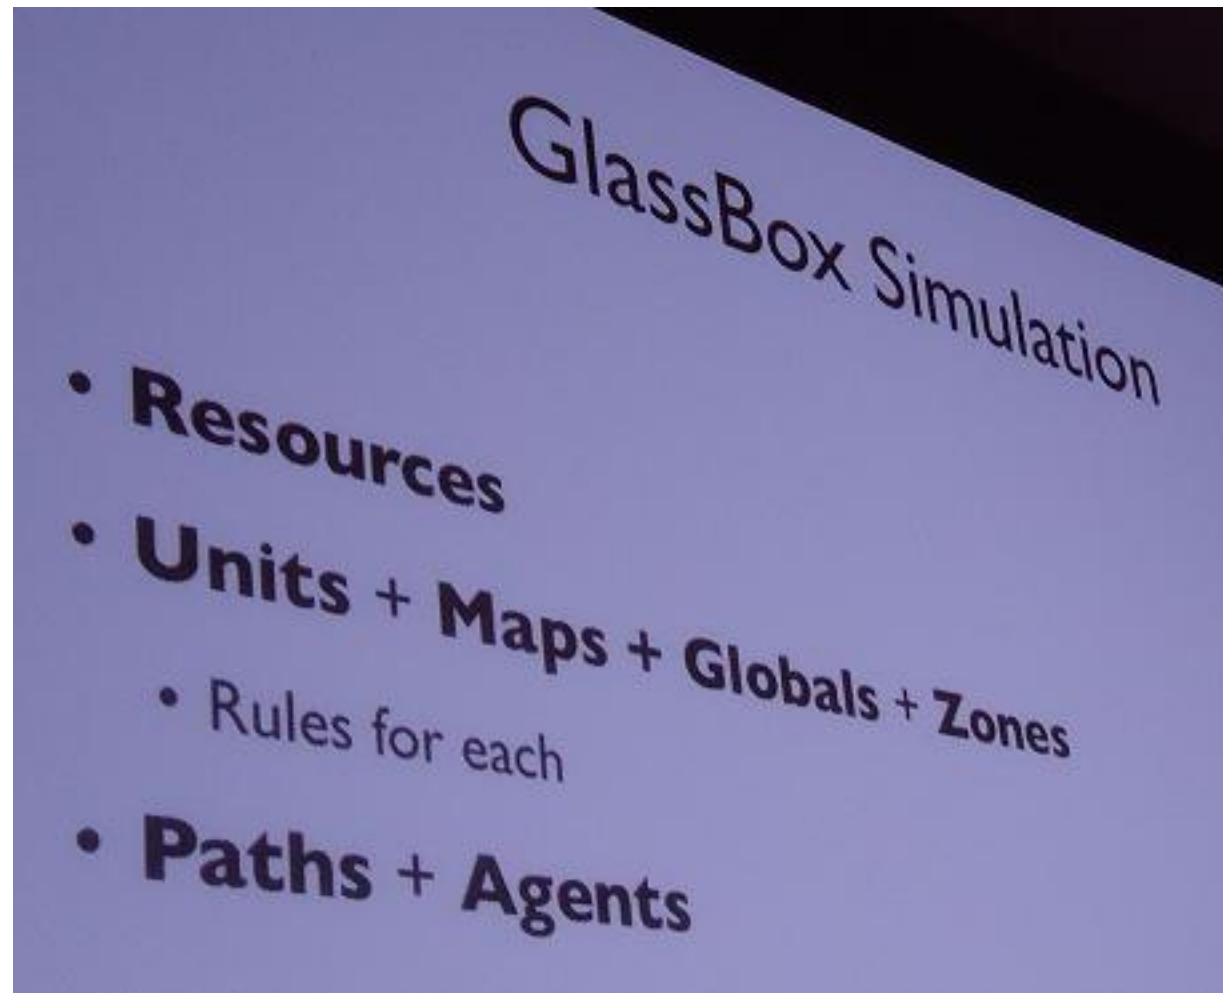 GlassBox Simulation
• Resources
• Units + Maps + Globals + Zones
• Rules for each
• Paths + Agents